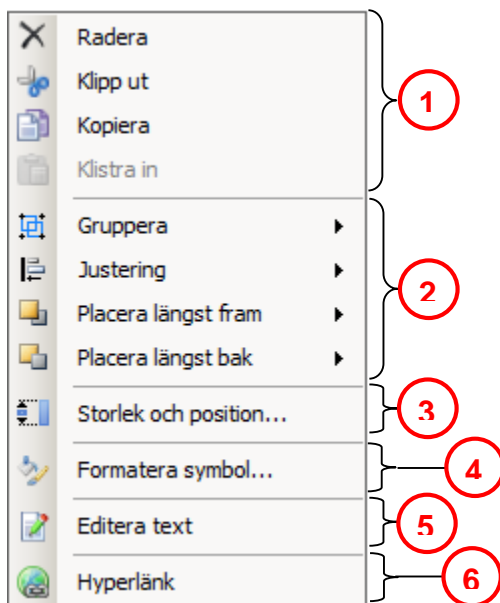 Radera
Klipp ut
Kopiera
Klistra in
1
Gruppera
Justering
Placera längst fram
Placera längst bak
2
Storlek och position...
3
Formatera symbol...
4
Editera text
5
Hyperlänk
6